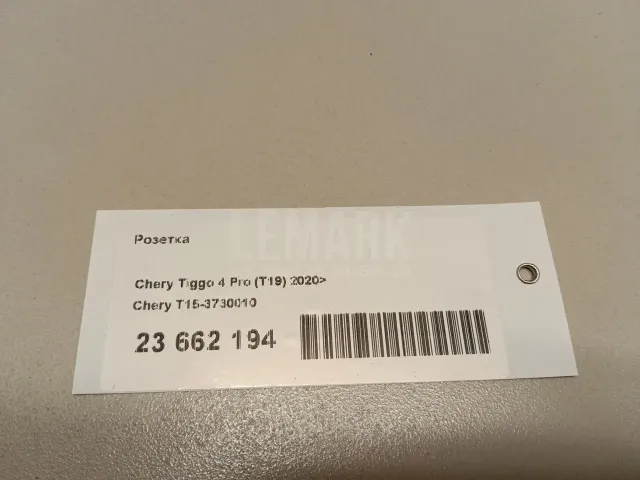 LEMARK
Розетка
Chery Tiggo 4 Pro (T19) 2020>
Chery T15-3730010
23 662 194